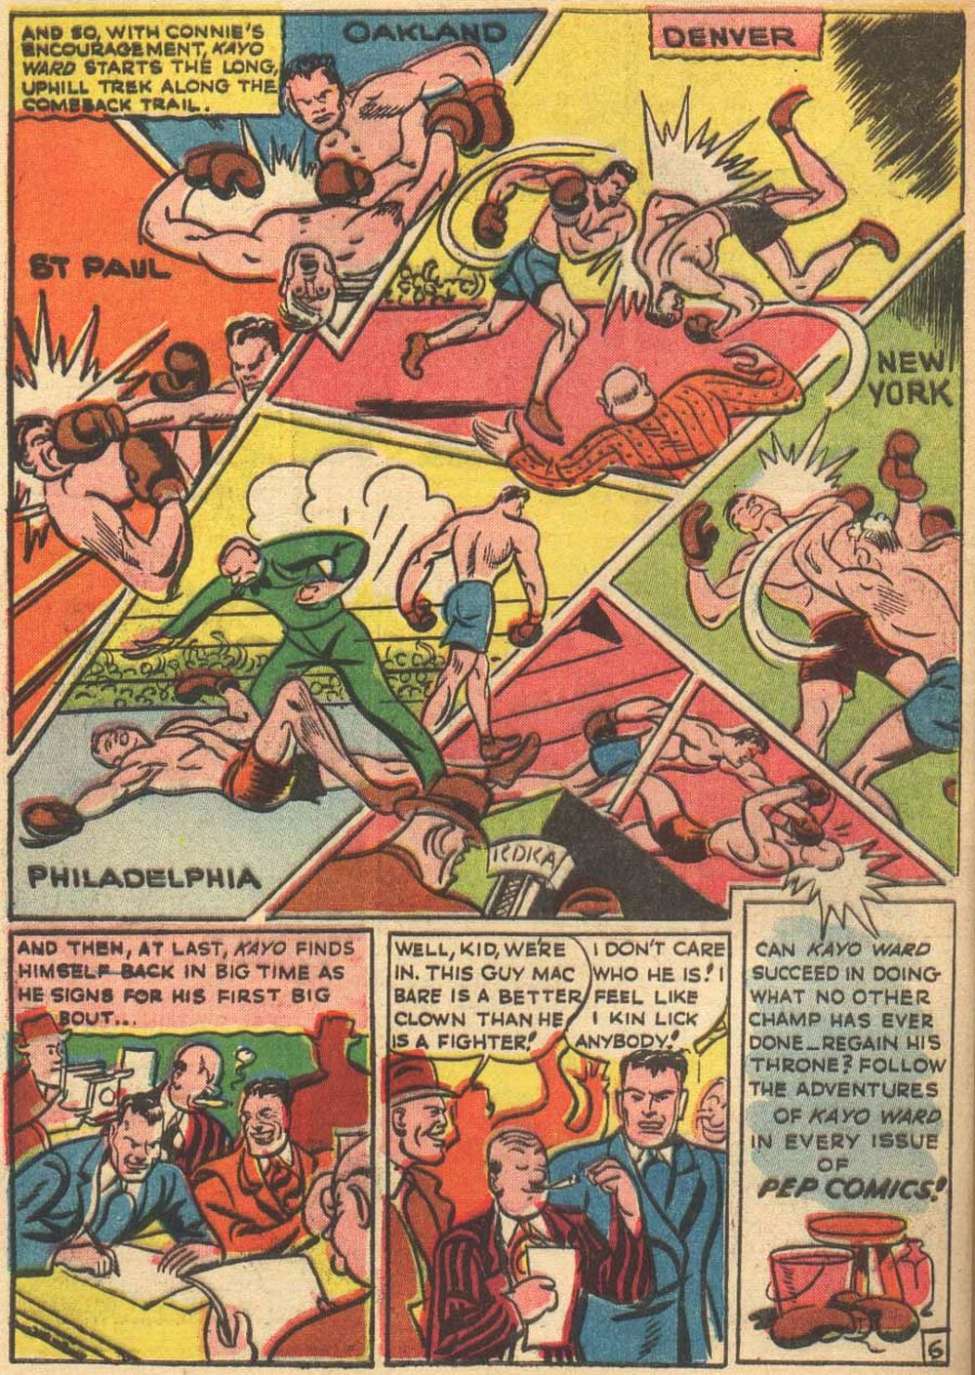 AND SO, WITH CONNIE'S
ENCOURAGEMENT, KAYO
WARD STARTS THE LONG,
UPHILL TREK ALONG THE
COMEBACK TRAIL.
OAKLAND
DENVER
ST PAUL
NEW
YORK
PHILADELPHIA
KDKA
AND THEN, AT LAST, KAYO FINDS
HIMSELF BACK IN BIG TIME AS
HE SIGNS FOR HIS FIRST BIG
BOUT...
WELL, KID, WE'RE
IN. THIS GUY MAC
BARE IS A BETTER
CLOWN THAN HE
IS A FIGHTER!
I DON'T CARE
WHO HE IS! I
FEEL LIKE
I KIN LICK
ANYBODY!
CAN KAYO WARD
SUCCEED IN DOING
WHAT NO OTHER
CHAMP HAS EVER
DONE_REGAIN HIS
THRONE? FOLLOW
THE ADVENTURES
OF KAYO WARD
IN EVERY ISSUE
OF
PEP COMICS!
6